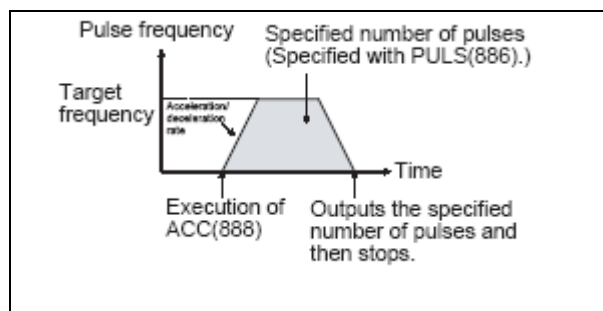 Pulse frequency
Specified number of pulses
(Specified with PULS(886).)
Target
frequency
Acceleration/
deceleration
rate
Time
Execution of
ACC(888)
Outputs the specified
number of pulses and
then stops.